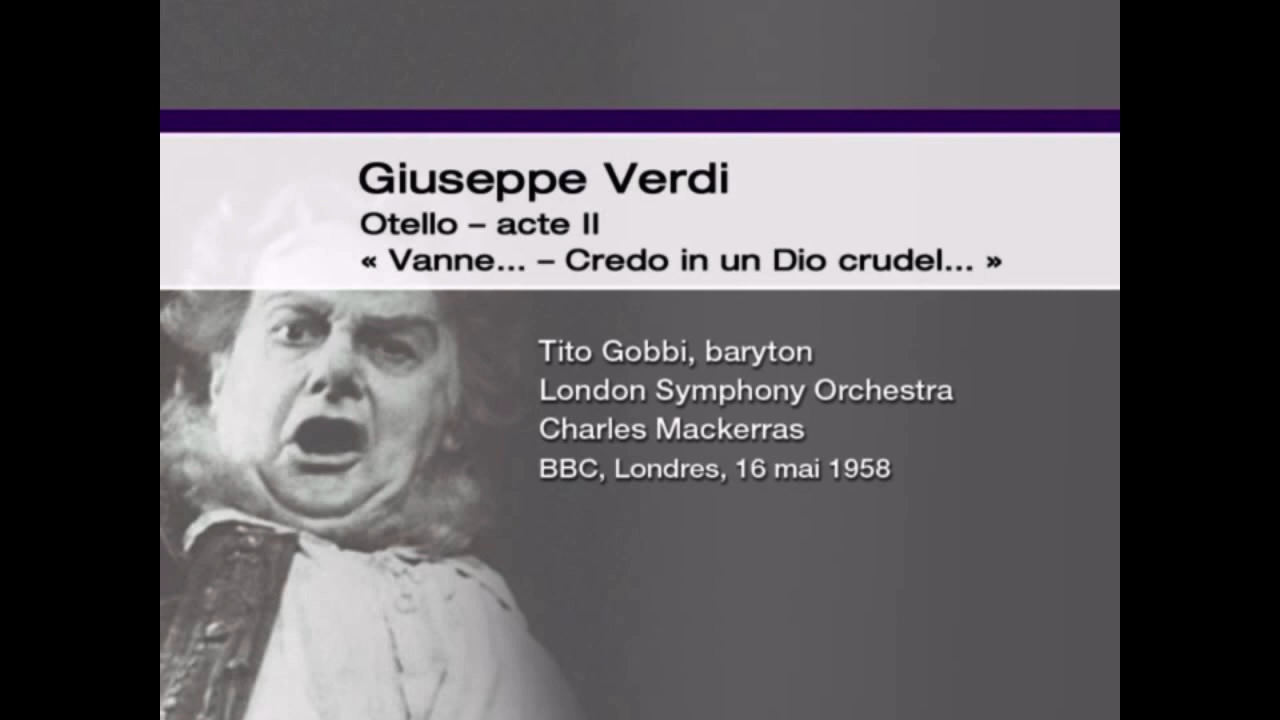 Giuseppe Verdi
Otello – acte II
« Vanne... – Credo in un Dio crudel... »
Tito Gobbi, baryton
London Symphony Orchestra
Charles Mackerras
BBC, Londres, 16 mai 1958